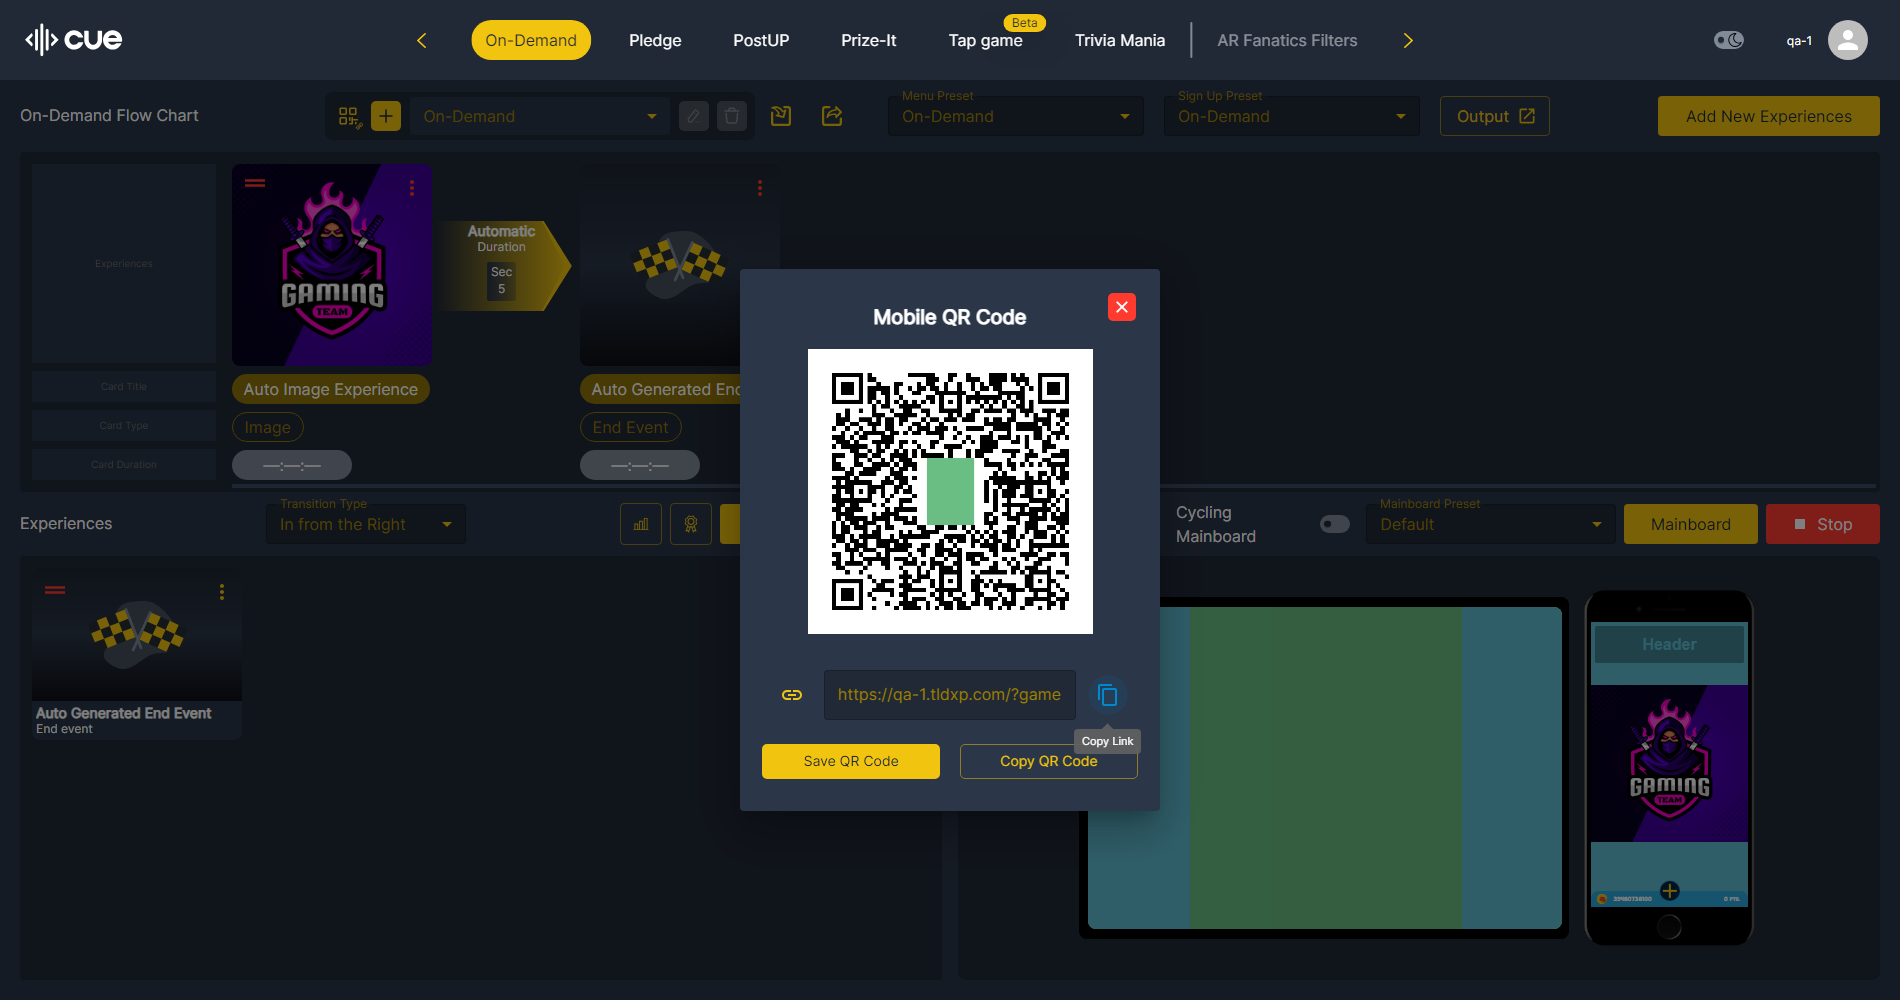 cue
On-Demand
Pledge
PostUP
Prize-It
Tap game
Beta
Trivia Mania
AR Fanatics Filters
qa-1
On-Demand Flow Chart
On-Demand
Menu Preset
On-Demand
Sign Up Preset
On-Demand
Output
Add New Experiences
Experiences
Card Title
Card Type
Card Duration
GAMING
TEAM
Auto Image Experience
Image
—:—:—
Automatic
Duration
Sec
5
Auto Generated End
End Event
—:—:—
Mobile QR Code
https://qa-1.tldxp.com/?game
Copy Link
Save QR Code
Copy QR Code
Experiences
Transition Type
In from the Right
Cycling
Mainboard
Mainboard Preset
Default
Mainboard
Stop
Auto Generated End Event
End event
Header
GAMING
TEAM
0 PTS.